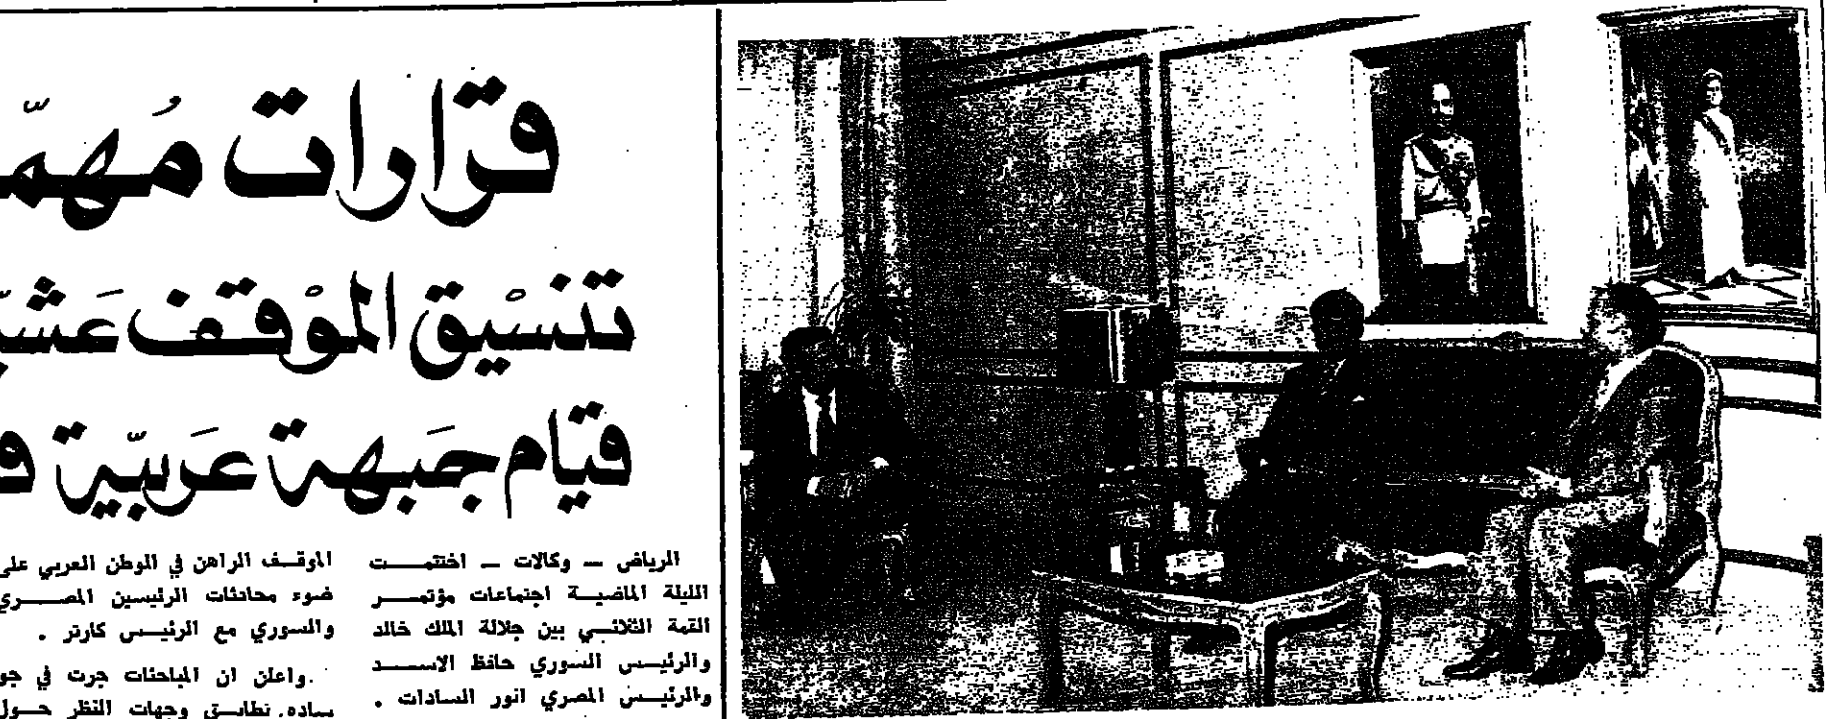 قرارات مهمّ
تنسيق الموقف عشيّ
قيام جبهة عربيّة
الرياض — وكالات — اختتمت
الليلة الماضية اجتماعات مؤتمر
القمة الثلاثي بين جلالة الملك خالد
والرئيس السوري حافظ الاسد
والرئيس المصري انور السادات .
الموقف الراهن في الوطن العربي على
ضوء محادثات الرئيسين المصري
والسوري مع الرئيس كارتر .
واعلن ان المباحثات جرت في جو
ساده تطابق وجهات النظر حول